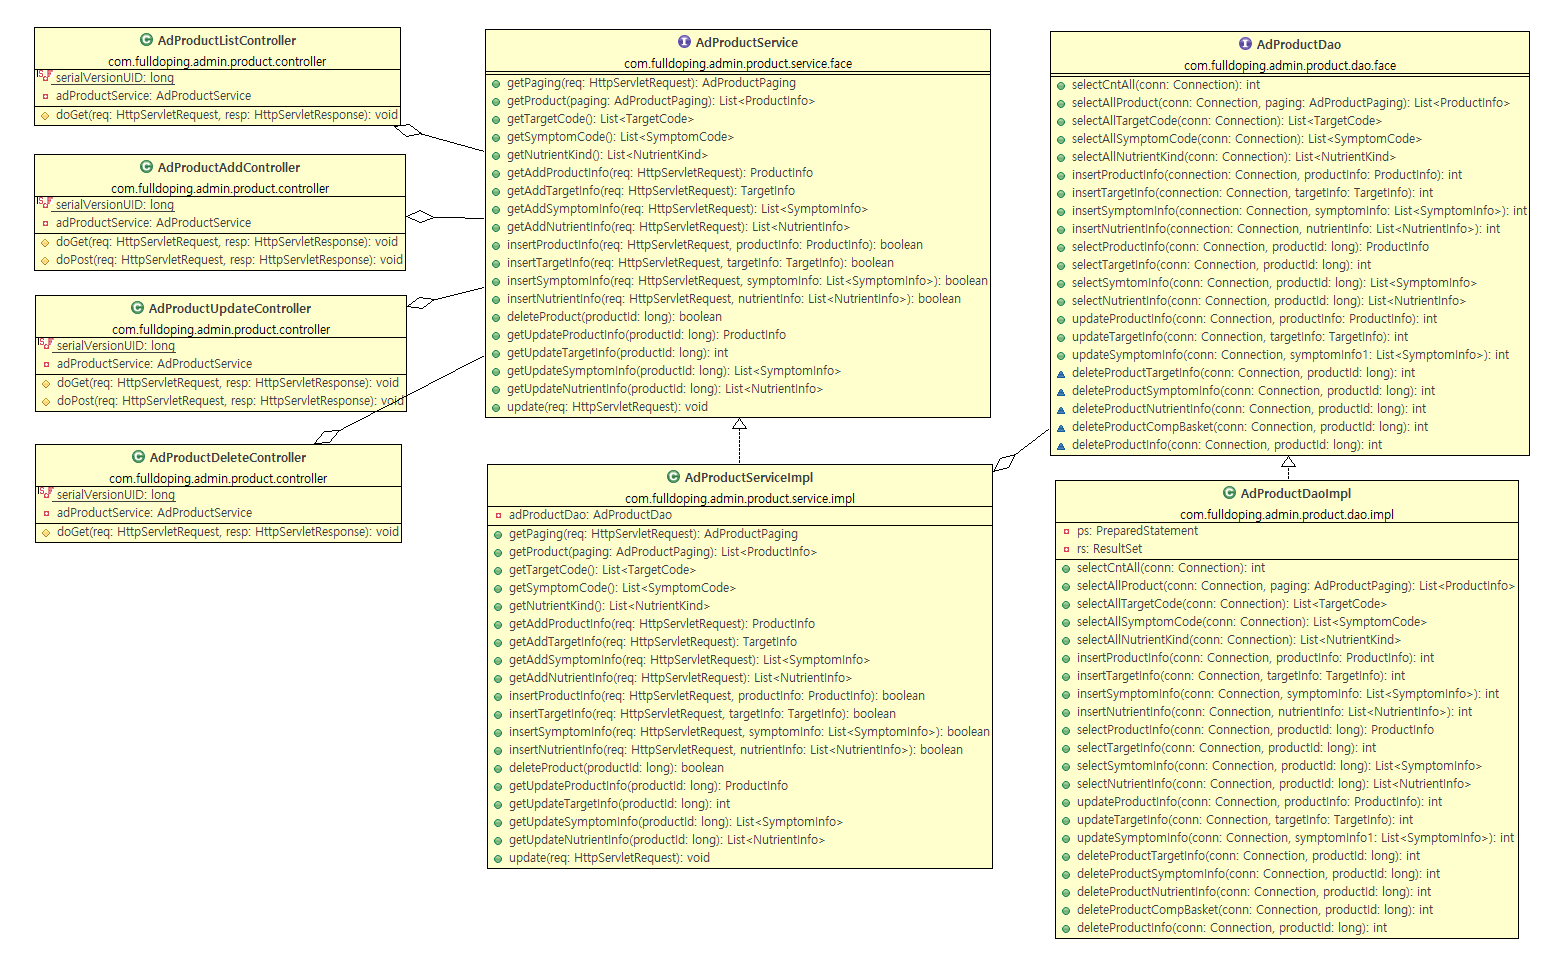 AdProductListController
com.fulldoping.admin.product.controller
serialVersionUID: long
adProductService: AdProductService
doGet(req: HttpServletRequest, resp: HttpServletResponse): void
AdProductAddController
com.fulldoping.admin.product.controller
serialVersionUID: long
adProductService: AdProductService
doGet(req: HttpServletRequest, resp: HttpServletResponse): void
doPost(req: HttpServletRequest, resp: HttpServletResponse): void
AdProductUpdateController
com.fulldoping.admin.product.controller
serialVersionUID: long
adProductService: AdProductService
doGet(req: HttpServletRequest, resp: HttpServletResponse): void
doPost(req: HttpServletRequest, resp: HttpServletResponse): void
AdProductDeleteController
com.fulldoping.admin.product.controller
serialVersionUID: long
adProductService: AdProductService
doGet(req: HttpServletRequest, resp: HttpServletResponse): void
AdProductService
com.fulldoping.admin.product.service.face
getPaging(req: HttpServletRequest): AdProductPaging
getProduct(paging: AdProductPaging): List<ProductInfo>
getTargetCode(): List<TargetCode>
getSymptomCode(): List<SymptomCode>
getNutrientKind(): List<NutrientKind>
getAddProductInfo(req: HttpServletRequest): ProductInfo
getAddTargetInfo(req: HttpServletRequest): TargetInfo
getAddSymptomInfo(req: HttpServletRequest): List<SymptomInfo>
getAddNutrientInfo(req: HttpServletRequest): List<NutrientInfo>
insertProductInfo(req: HttpServletRequest, productInfo: ProductInfo): boolean
insertTargetInfo(req: HttpServletRequest, targetInfo: TargetInfo): boolean
insertSymptomInfo(req: HttpServletRequest, symptomInfo: List<SymptomInfo>): boolean
insertNutrientInfo(req: HttpServletRequest, nutrientInfo: List<NutrientInfo>): boolean
deleteProduct(productId: long): boolean
getUpdateProductInfo(productId: long): ProductInfo
getUpdateTargetInfo(productId: long): int
getUpdateSymptomInfo(productId: long): List<SymptomInfo>
getUpdateNutrientInfo(productId: long): List<NutrientInfo>
update(req: HttpServletRequest): void
AdProductServiceImpl
com.fulldoping.admin.product.service.impl
adProductDao: AdProductDao
getPaging(req: HttpServletRequest): AdProductPaging
getProduct(paging: AdProductPaging): List<ProductInfo>
getTargetCode(): List<TargetCode>
getSymptomCode(): List<SymptomCode>
getNutrientKind(): List<NutrientKind>
getAddProductInfo(req: HttpServletRequest): ProductInfo
getAddTargetInfo(req: HttpServletRequest): TargetInfo
getAddSymptomInfo(req: HttpServletRequest): List<SymptomInfo>
getAddNutrientInfo(req: HttpServletRequest): List<NutrientInfo>
insertProductInfo(req: HttpServletRequest, productInfo: ProductInfo): boolean
insertTargetInfo(req: HttpServletRequest, targetInfo: TargetInfo): boolean
insertSymptomInfo(req: HttpServletRequest, symptomInfo: List<SymptomInfo>): boolean
insertNutrientInfo(req: HttpServletRequest, nutrientInfo: List<NutrientInfo>): boolean
deleteProduct(productId: long): boolean
getUpdateProductInfo(productId: long): ProductInfo
getUpdateTargetInfo(productId: long): int
getUpdateSymptomInfo(productId: long): List<SymptomInfo>
getUpdateNutrientInfo(productId: long): List<NutrientInfo>
update(req: HttpServletRequest): void
AdProductDao
com.fulldoping.admin.product.dao.face
selectCntAll(conn: Connection): int
selectAllProduct(conn: Connection, paging: AdProductPaging): List<ProductInfo>
selectAllTargetCode(conn: Connection): List<TargetCode>
selectAllSymptomCode(conn: Connection): List<SymptomCode>
selectAllNutrientKind(conn: Connection): List<NutrientKind>
insertProductInfo(connection: Connection, productInfo: ProductInfo): int
insertTargetInfo(connection: Connection, targetInfo: TargetInfo): int
insertSymptomInfo(connection: Connection, symptomInfo: List<SymptomInfo>): int
insertNutrientInfo(connection: Connection, nutrientInfo: List<NutrientInfo>): int
selectProductInfo(conn: Connection, productId: long): ProductInfo
selectTargetInfo(conn: Connection, productId: long): int
selectSymtomInfo(conn: Connection, productId: long): List<SymptomInfo>
selectNutrientInfo(conn: Connection, productId: long): List<NutrientInfo>
updateProductInfo(conn: Connection, productInfo: ProductInfo): int
updateTargetInfo(conn: Connection, targetInfo: TargetInfo): int
updateSymptomInfo(conn: Connection, symptomInfo1: List<SymptomInfo>): int
deleteProductTargetInfo(conn: Connection, productId: long): int
deleteProductSymptomInfo(conn: Connection, productId: long): int
deleteProductNutrientInfo(conn: Connection, productId: long): int
deleteProductCompBasket(conn: Connection, productId: long): int
deleteProductInfo(conn: Connection, productId: long): int
AdProductDaoImpl
com.fulldoping.admin.product.dao.impl
ps: PreparedStatement
rs: ResultSet
selectCntAll(conn: Connection): int
selectAllProduct(conn: Connection, paging: AdProductPaging): List<ProductInfo>
selectAllTargetCode(conn: Connection): List<TargetCode>
selectAllSymptomCode(conn: Connection): List<SymptomCode>
selectAllNutrientKind(conn: Connection): List<NutrientKind>
insertProductInfo(conn: Connection, productInfo: ProductInfo): int
insertTargetInfo(conn: Connection, targetInfo: TargetInfo): int
insertSymptomInfo(conn: Connection, symptomInfo: List<SymptomInfo>): int
insertNutrientInfo(conn: Connection, nutrientInfo: List<NutrientInfo>): int
selectProductInfo(conn: Connection, productId: long): ProductInfo
selectTargetInfo(conn: Connection, productId: long): int
selectSymtomInfo(conn: Connection, productId: long): List<SymptomInfo>
selectNutrientInfo(conn: Connection, productId: long): List<NutrientInfo>
updateProductInfo(conn: Connection, productInfo: ProductInfo): int
updateTargetInfo(conn: Connection, targetInfo: TargetInfo): int
updateSymptomInfo(conn: Connection, symptomInfo1: List<SymptomInfo>): int
deleteProductTargetInfo(conn: Connection, productId: long): int
deleteProductSymptomInfo(conn: Connection, productId: long): int
deleteProductNutrientInfo(conn: Connection, productId: long): int
deleteProductCompBasket(conn: Connection, productId: long): int
deleteProductInfo(conn: Connection, productId: long): int